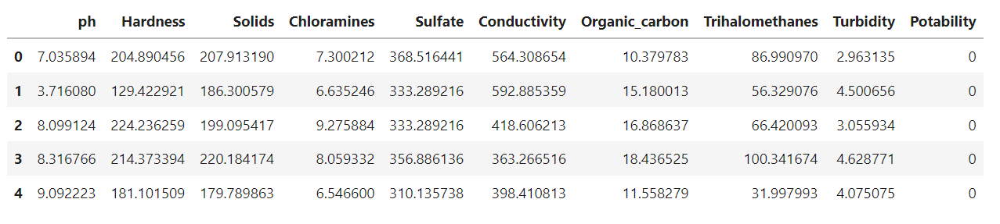 ph Hardness Solids Chloramines Sulfate Conductivity Organic_carbon Trihalomethanes Turbidity Potability
0 7.035894 204.890456 207.913190 7.300212 368.516441 564.308654 10.379783 86.990970 2.963135 0
1 3.716080 129.422921 186.300579 6.635246 333.289216 592.885359 15.180013 56.329076 4.500656 0
2 8.099124 224.236259 199.095417 9.275884 333.289216 418.606213 16.868637 66.420093 3.055934 0
3 8.316766 214.373394 220.184174 8.059332 356.886136 363.266516 18.436525 100.341674 4.628771 0
4 9.092223 181.101509 179.789863 6.546600 310.135738 398.410813 11.558279 31.997993 4.075075 0